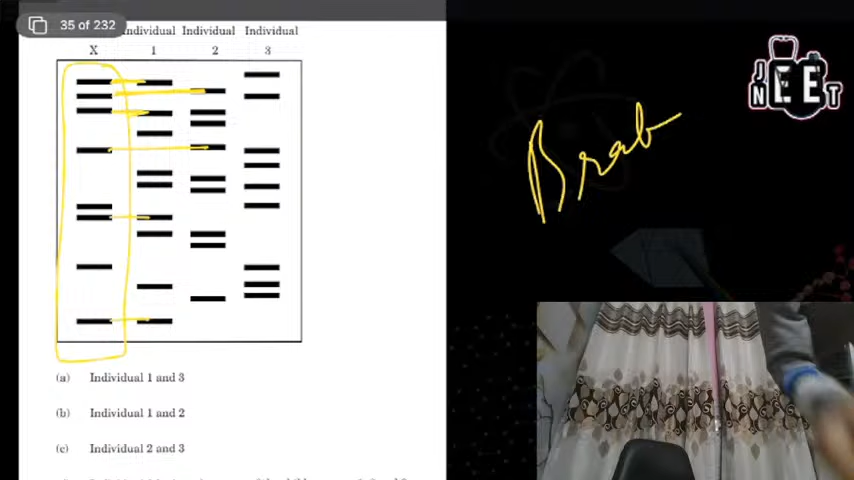 35 of 232
Individual Individual Individual
X 1 2 3
(a) Individual 1 and 3
(b) Individual 1 and 2
(c) Individual 2 and 3
Brab
J
NEET